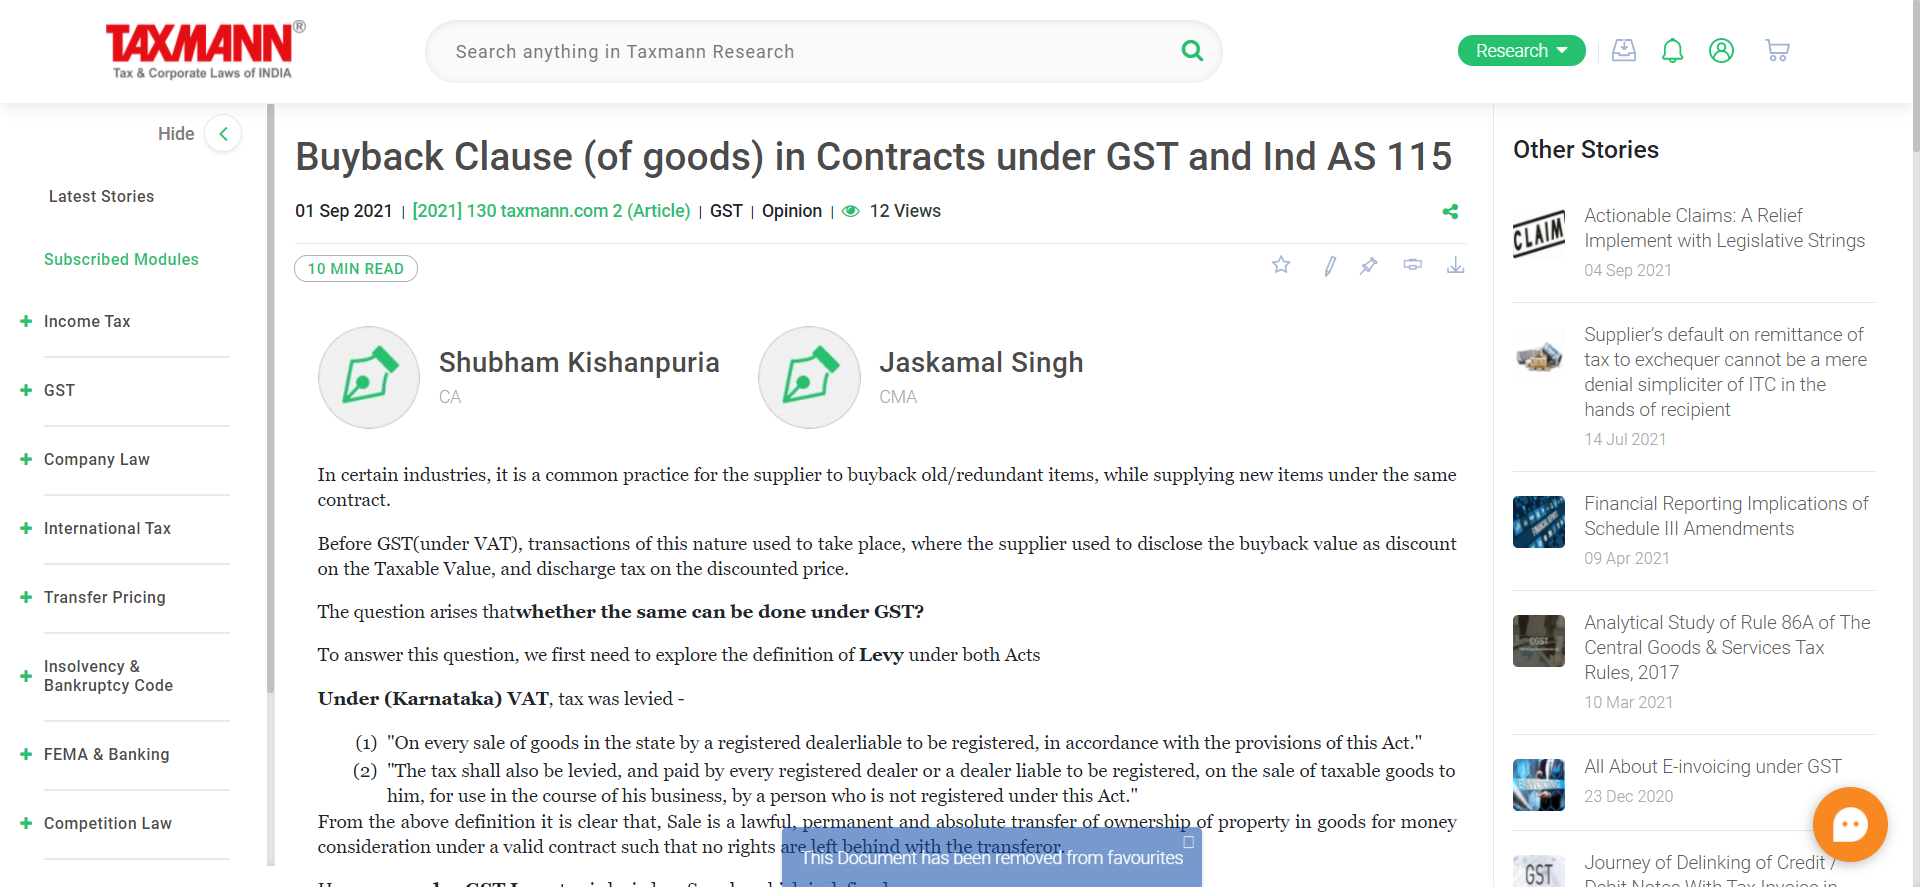 TAXMANN®
Tax & Corporate Laws of INDIA
Search anything in Taxmann Research
Research
Hide
Latest Stories
Subscribed Modules
Income Tax
GST
Company Law
International Tax
Transfer Pricing
Insolvency &
Bankruptcy Code
FEMA & Banking
Competition Law
Buyback Clause (of goods) in Contracts under GST and Ind AS 115
01 Sep 2021 | [2021] 130 taxmann.com 2 (Article) | GST | Opinion | 12 Views
10 MIN READ
Shubham Kishanpuria
CA
Jaskamal Singh
CMA
In certain industries, it is a common practice for the supplier to buyback old/redundant items, while supplying new items under the same
contract.
Before GST(under VAT), transactions of this nature used to take place, where the supplier used to disclose the buyback value as discount
on the Taxable Value, and discharge tax on the discounted price.
The question arises thatwhether the same can be done under GST?
To answer this question, we first need to explore the definition of Levy under both Acts
Under (Karnataka) VAT, tax was levied -
(1) "On every sale of goods in the state by a registered dealerliable to be registered, in accordance with the provisions of this Act."
(2) "The tax shall also be levied, and paid by every registered dealer or a dealer liable to be registered, on the sale of taxable goods to
him, for use in the course of his business, by a person who is not registered under this Act."
From the above definition it is clear that, Sale is a lawful, permanent and absolute transfer of ownership of property in goods for money
consideration under a valid contract such that no rights are left behind with the transferor.
This Document has been removed from favourites
Other Stories
CLAIM
Actionable Claims: A Relief
Implement with Legislative Strings
04 Sep 2021
Supplier's default on remittance of
tax to exchequer cannot be a mere
denial simpliciter of ITC in the
hands of recipient
14 Jul 2021
Financial Reporting Implications of
Schedule III Amendments
09 Apr 2021
CGST
Analytical Study of Rule 86A of The
Central Goods & Services Tax
Rules, 2017
10 Mar 2021
All About E-invoicing under GST
23 Dec 2020
GST
Journey of Delinking of Credit /
Debit Notes With Tax Invoice in